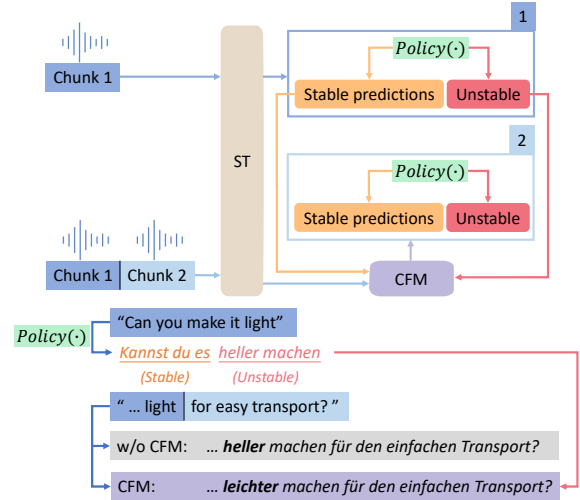 1
Policy(·)
Chunk 1
Stable predictions
Unstable
ST
2
Policy(·)
Stable predictions
Unstable
Chunk 1
Chunk 2
CFM
Policy(·)
“Can you make it light”
Kannst du es heller machen
(Stable) (Unstable)
“ ... light for easy transport? ”
w/o CFM: ... heller machen für den einfachen Transport?
CFM: ... leichter machen für den einfachen Transport?